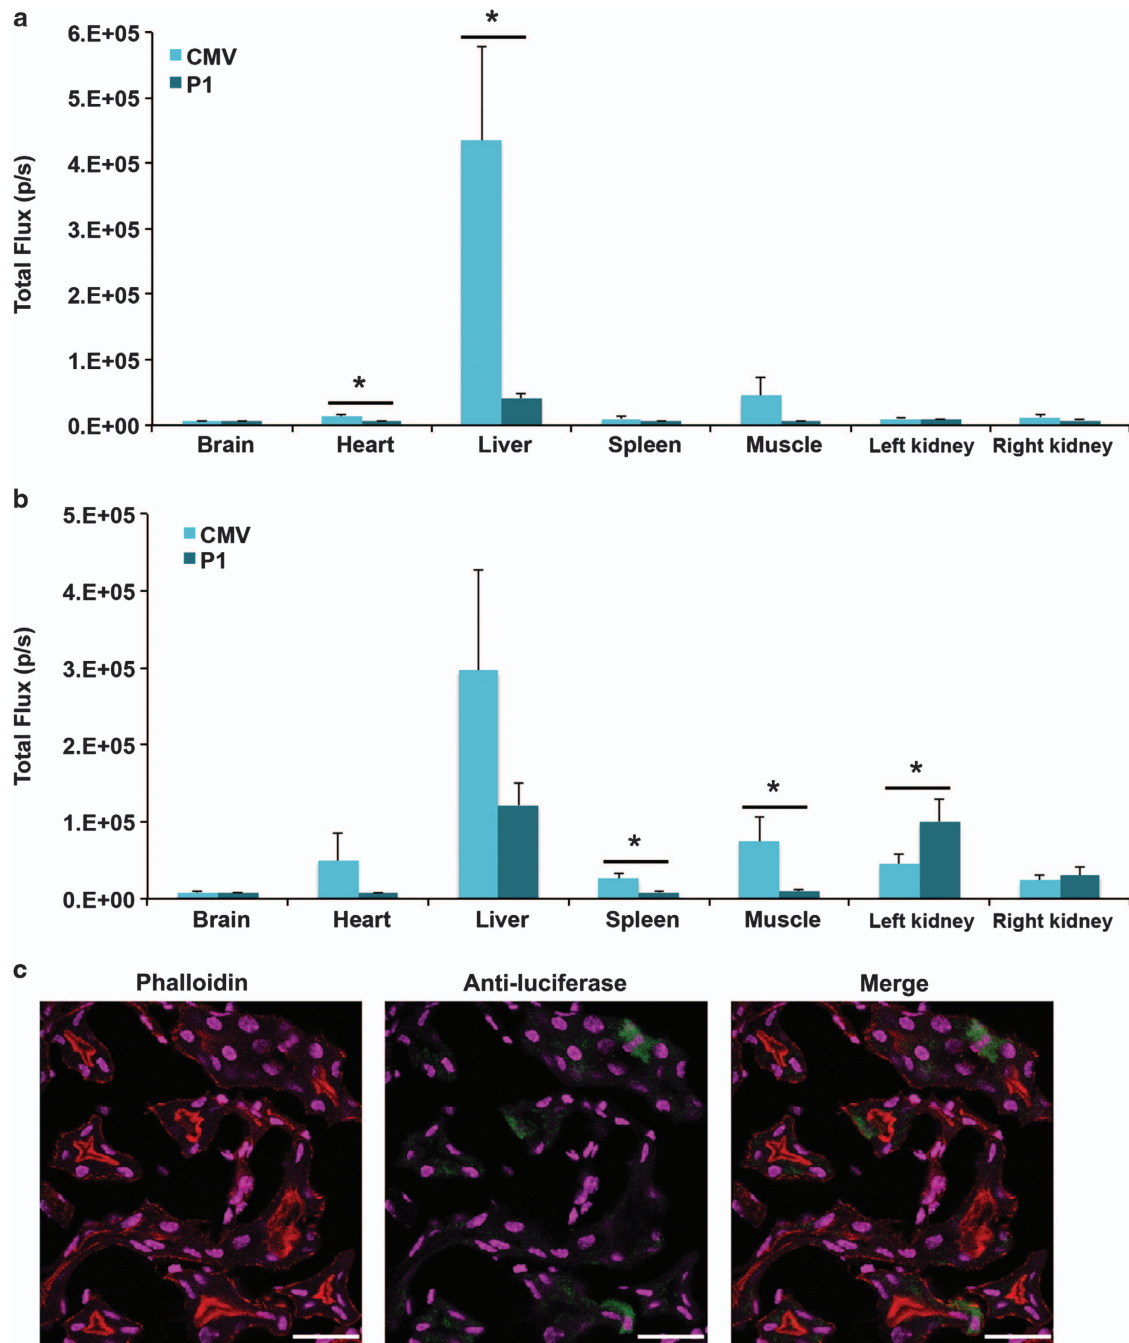 a
6.E+05
5.E+05
4.E+05
3.E+05
2.E+05
1.E+05
0.E+00
Total Flux (p/s)
CMV
P1
*
*
Brain Heart Liver Spleen Muscle Left kidney Right kidney
b
5.E+05
4.E+05
3.E+05
2.E+05
1.E+05
0.E+00
Total Flux (p/s)
CMV
P1
*
*
*
Brain Heart Liver Spleen Muscle Left kidney Right kidney
c
Phalloidin Anti-luciferase Merge